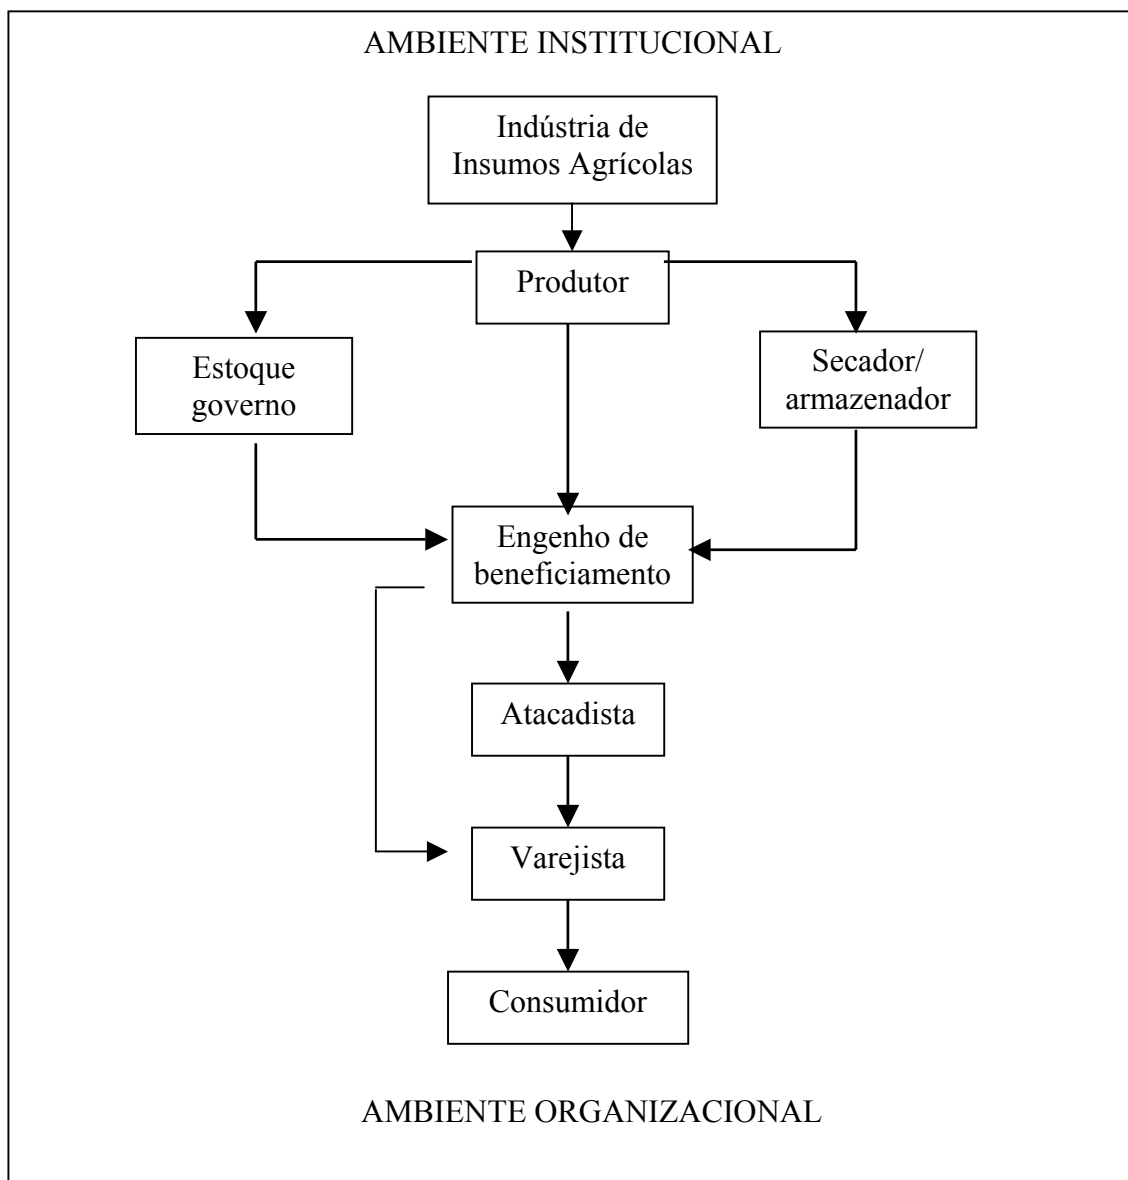 AMBIENTE INSTITUCIONAL
Indústria de
Insumos Agrícolas
Produtor
Estoque
governo
Secador/
armazenador
Engenho de
beneficiamento
Atacadista
Varejista
Consumidor
AMBIENTE ORGANIZACIONAL